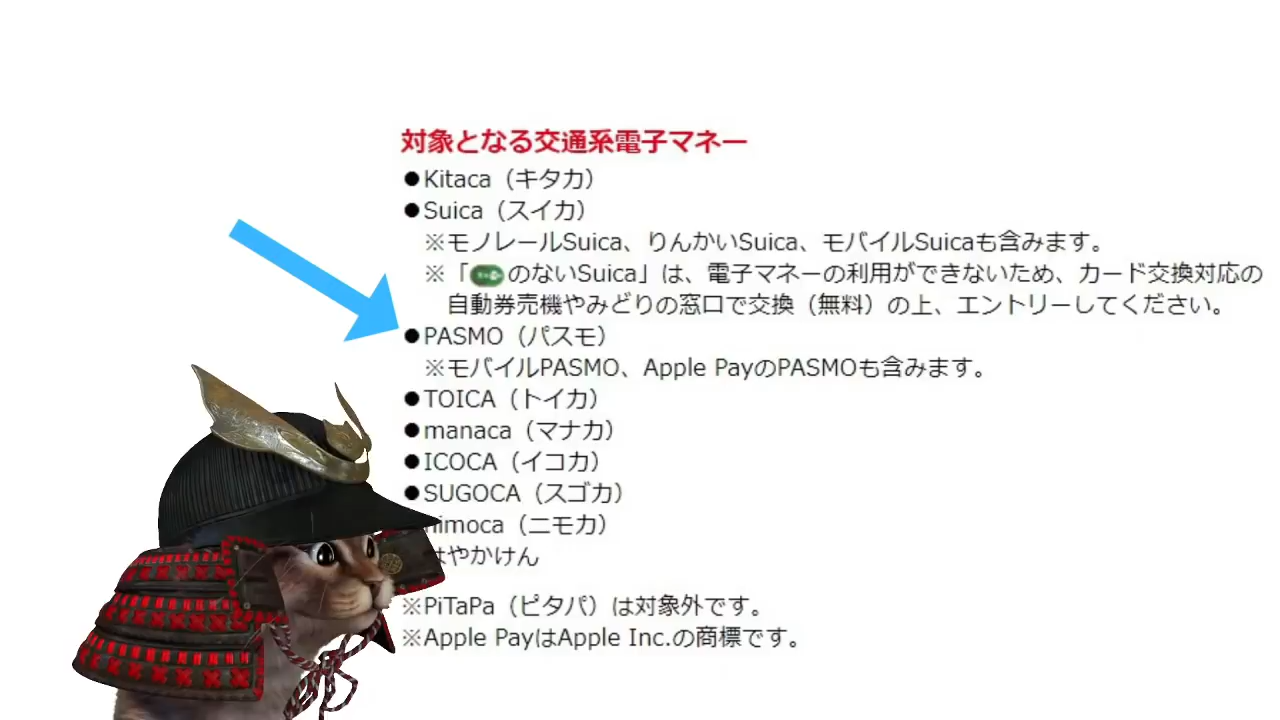 対象となる交通系電子マネー
●Kitaca（キタカ）
●Suica（スイカ）
※モノレールSuica、りんかいSuica、モバイルSuicaも含みます。
※「のないSuica」は、電子マネーの利用ができないため、カード交換対応の
自動券売機やみどりの窓口で交換（無料）の上、エントリーしてください。
●PASMO（パスモ）
※モバイルPASMO、Apple PayのPASMOも含みます。
●TOICA（トイカ）
●manaca（マナカ）
●ICOCA（イコカ）
●SUGOCA（スゴカ）
nimoca（ニモカ）
はやかけん
※PiTaPa（ピタパ）は対象外です。
※Apple PayはApple Inc.の商標です。